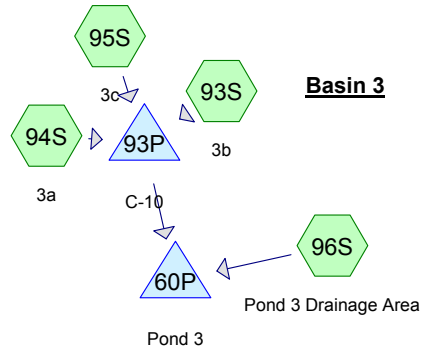 95S
Basin 3
3c
93S
94S
93P
3b
3a
C-10
96S
60P
Pond 3 Drainage Area
Pond 3